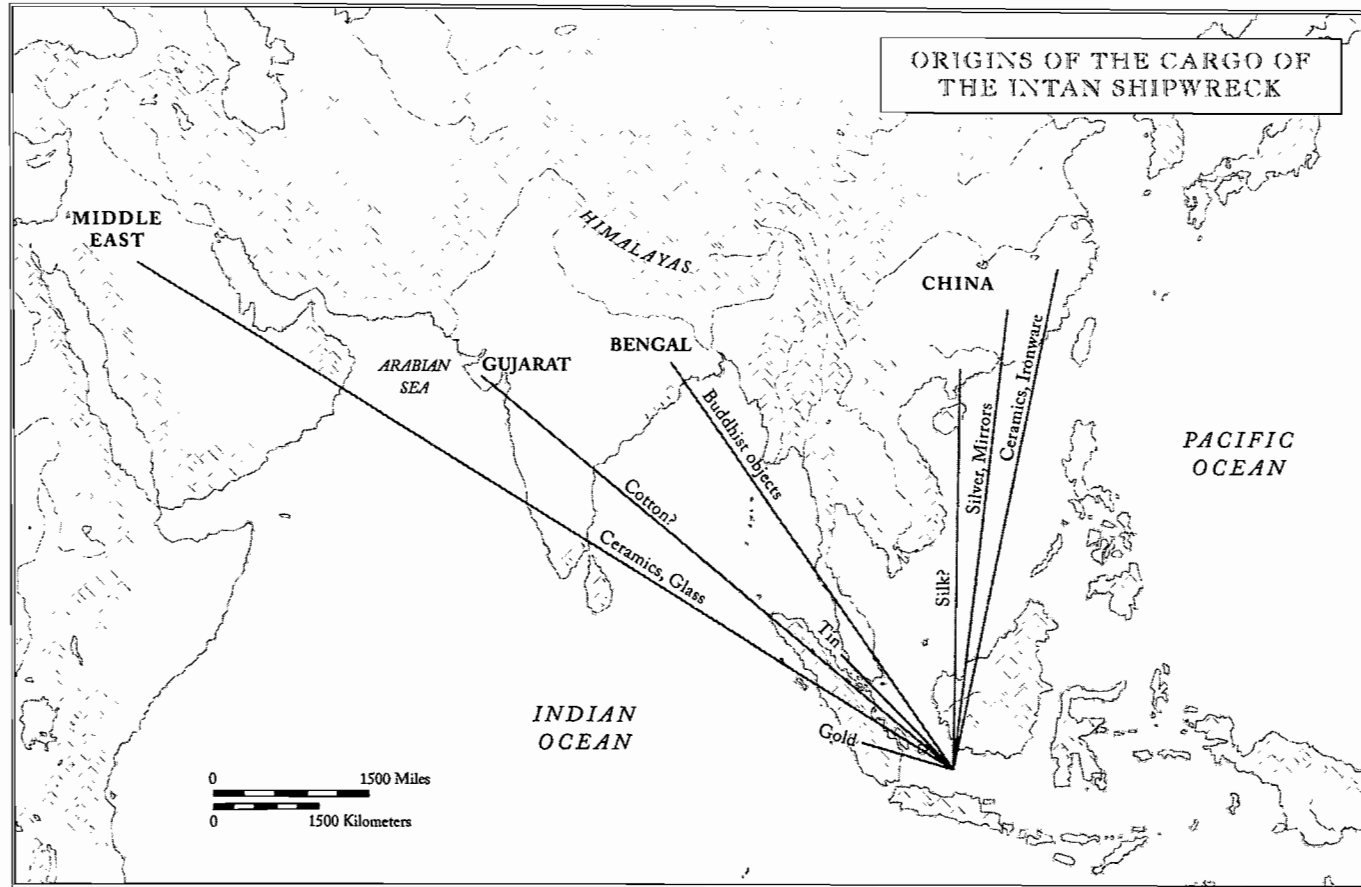 ORIGINS OF THE CARGO OF
THE INTAN SHIPWRECK
MIDDLE
EAST
HIMALAYAS
CHINA
ARABIAN
SEA
GUJARAT
BENGAL
Buddhist objects
Silver, Mirrors
Ceramics, Ironware
PACIFIC
OCEAN
Cotton?
Ceramics, Glass
Silk?
Tin
Gold
INDIAN
OCEAN
0 1500 Miles
0 1500 Kilometers